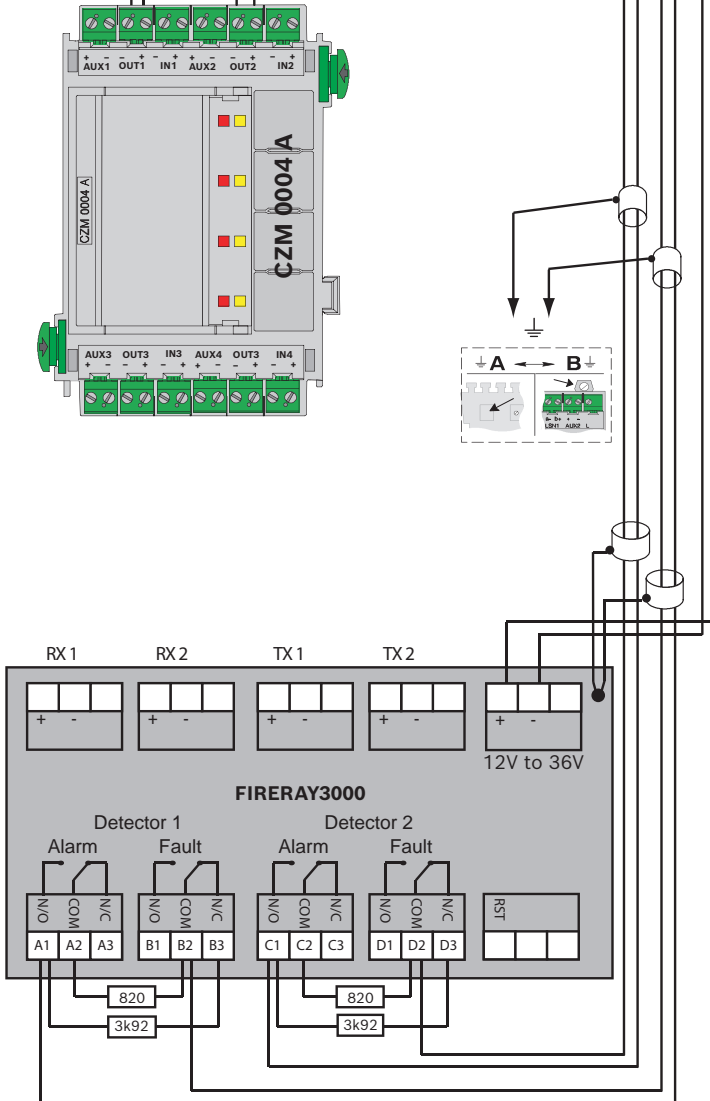 + - - + - + + - - + - +
AUX1 OUT1 IN1 AUX2 OUT2 IN2
CZM 0004 A
CZM 0004 A
AUX3 OUT3 IN3 AUX4 OUT3 IN4
+ - - + - + + - - + - +
A B
A- b+ + -
LSN1 AUX2 L
RX 1 RX 2 TX 1 TX 2
+ - + - + - + - + -
12V to 36V
FIRERAY3000
Detector 1 Detector 2
Alarm Fault Alarm Fault
N/O COM N/C N/O COM N/C N/O COM N/C N/O COM N/C RST
A1 A2 A3 B1 B2 B3 C1 C2 C3 D1 D2 D3
820 820
3k92 3k92